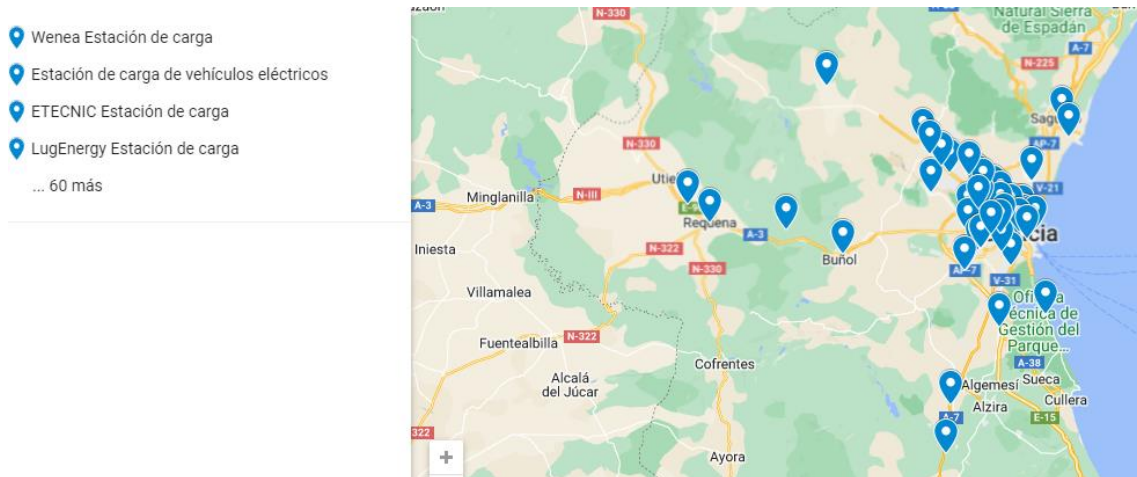 Wenea Estación de carga
Estación de carga de vehículos eléctricos
ETECNIC Estación de carga
LugEnergy Estación de carga
... 60 más
N-330
Natural Sierra
de Espadán
A-7
N-225
N-330
AP-7
V-21
Minglanilla
N-III
A-3
Requena
A-3
Iniesta
N-322
Buñol
AP-7
N-330
V-31
Villamalea
Técnica de
Gestión del
Parque...
N-322
Fuentealbilla
A-38
Cofrentes
Alcalá
del Júcar
Algemesí
Sueca
Cullera
Alzira
A-7
E-15
322
Ayora
+